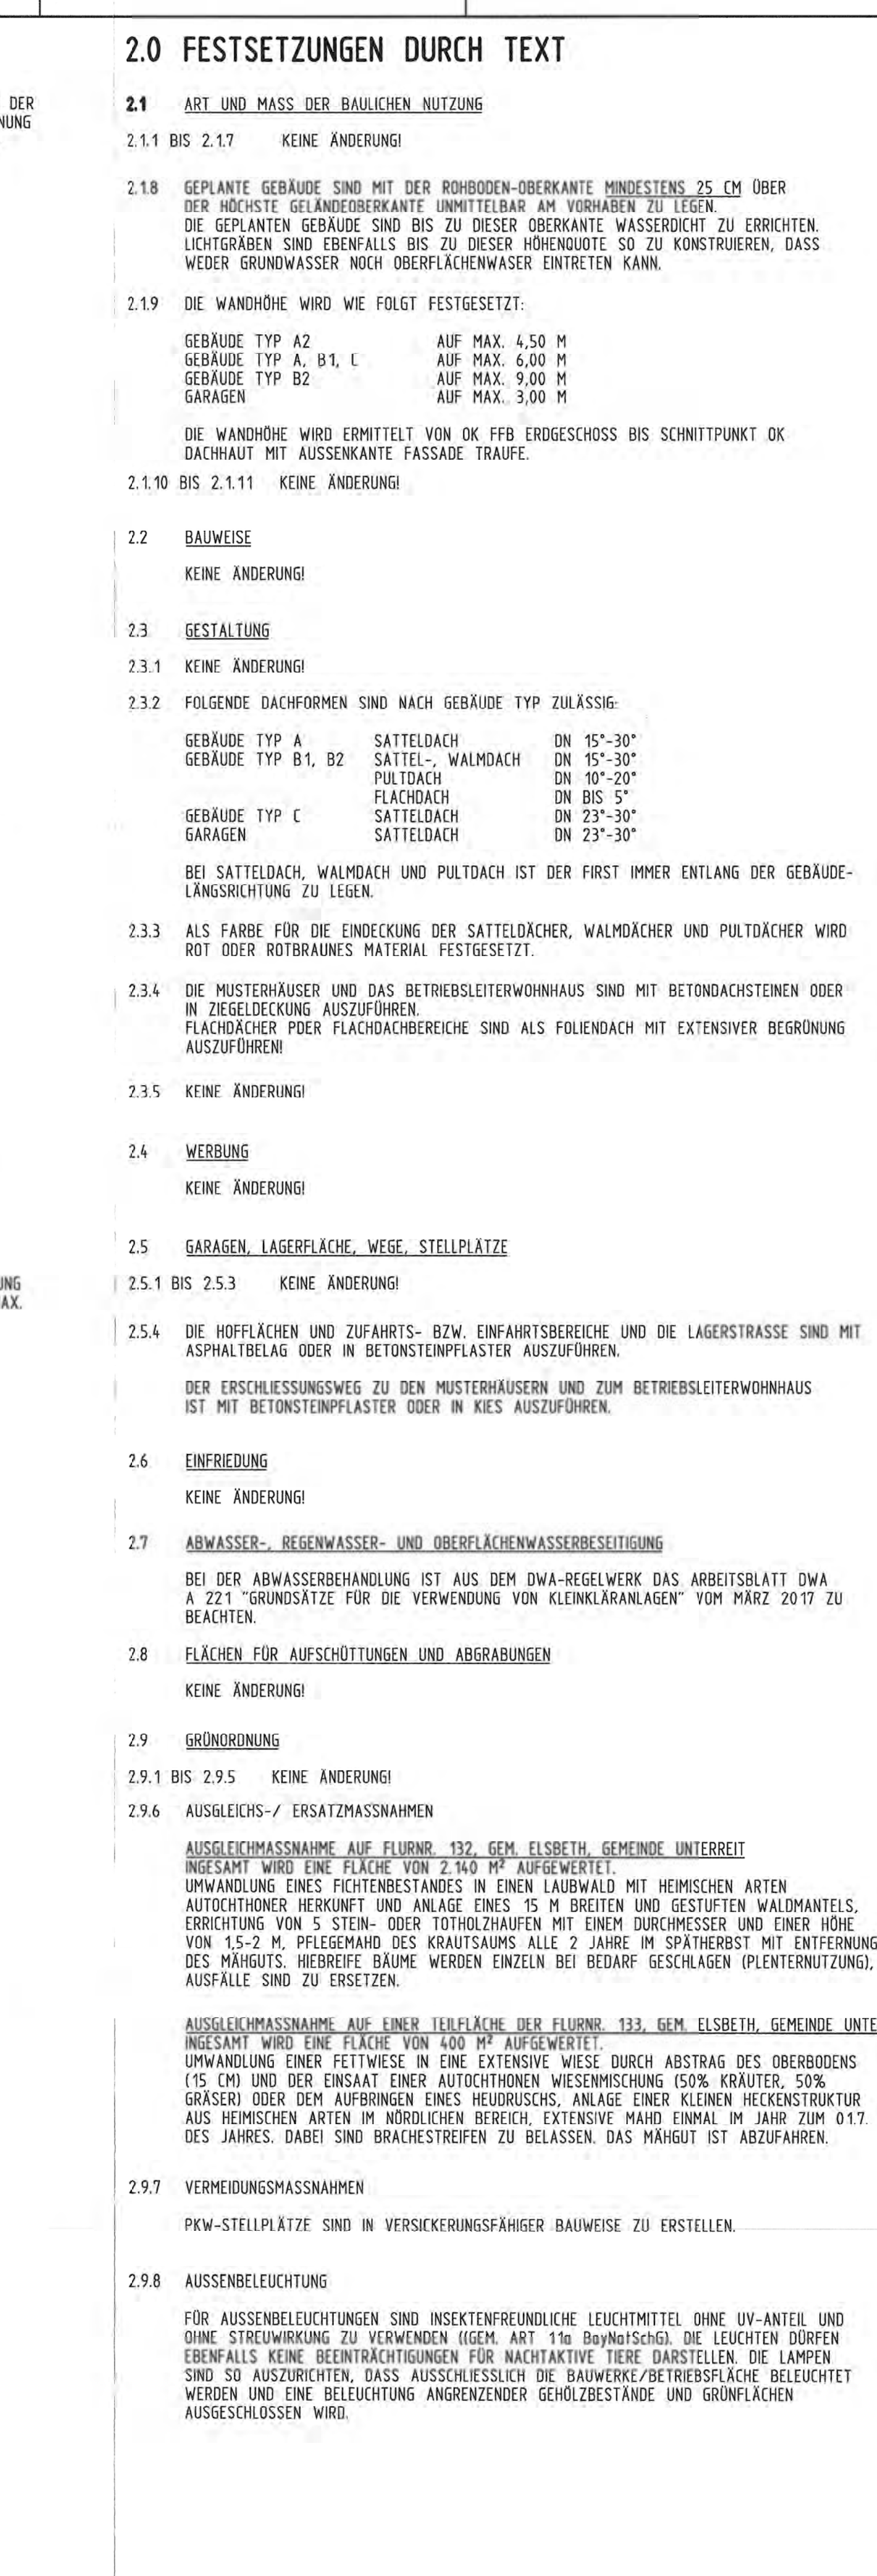 2.0 FESTSETZUNGEN DURCH TEXT
DER
NUNG
2.1 ART UND MASS DER BAULICHEN NUTZUNG
2.1.1 BIS 2.1.7 KEINE ÄNDERUNG!
2.1.8 GEPLANTE GEBÄUDE SIND MIT DER ROHBODEN-OBERKANTE MINDESTENS 25 CM ÜBER
DER HÖCHSTE GELÄNDEOBERKANTE UNMITTELBAR AM VORHABEN ZU LEGEN.
DIE GEPLANTEN GEBÄUDE SIND BIS ZU DIESER OBERKANTE WASSERDICHT ZU ERRICHTEN.
LICHTGRÄBEN SIND EBENFALLS BIS ZU DIESER HÖHENQUOTE SO ZU KONSTRUIEREN, DASS
WEDER GRUNDWASSER NOCH OBERFLÄCHENWASER EINTRETEN KANN.
2.1.9 DIE WANDHÖHE WIRD WIE FOLGT FESTGESETZT:
GEBÄUDE TYP A2 AUF MAX. 4,50 M
GEBÄUDE TYP A, B1, C AUF MAX. 6,00 M
GEBÄUDE TYP B2 AUF MAX. 9,00 M
GARAGEN AUF MAX. 3,00 M
DIE WANDHÖHE WIRD ERMITTELT VON OK FFB ERDGESCHOSS BIS SCHNITTPUNKT OK
DACHHAUT MIT AUSSENKANTE FASSADE TRAUFE.
2.1.10 BIS 2.1.11 KEINE ÄNDERUNG!
2.2 BAUWEISE
KEINE ÄNDERUNG!
2.3 GESTALTUNG
2.3.1 KEINE ÄNDERUNG!
2.3.2 FOLGENDE DACHFORMEN SIND NACH GEBÄUDE TYP ZULÄSSIG:
GEBÄUDE TYP A SATTELDACH DN 15°-30°
GEBÄUDE TYP B1, B2 SATTEL-, WALMDACH DN 15°-30°
PULTDACH DN 10°-20°
FLACHDACH DN BIS 5°
GEBÄUDE TYP C SATTELDACH DN 23°-30°
GARAGEN SATTELDACH DN 23°-30°
BEI SATTELDACH, WALMDACH UND PULTDACH IST DER FIRST IMMER ENTLANG DER GEBÄUDE-
LÄNGSRICHTUNG ZU LEGEN.
2.3.3 ALS FARBE FÜR DIE EINDECKUNG DER SATTELDÄCHER, WALMDÄCHER UND PULTDÄCHER WIRD
ROT ODER ROTBRAUNES MATERIAL FESTGESETZT.
2.3.4 DIE MUSTERHÄUSER UND DAS BETRIEBSLEITERWOHNHAUS SIND MIT BETONDACHSTEINEN ODER
IN ZIEGELDECKUNG AUSZUFÜHREN.
FLACHDÄCHER PDER FLACHDACHBEREICHE SIND ALS FOLIENDACH MIT EXTENSIVER BEGRÜNUNG
AUSZUFÜHREN!
2.3.5 KEINE ÄNDERUNG!
2.4 WERBUNG
KEINE ÄNDERUNG!
2.5 GARAGEN, LAGERFLÄCHE, WEGE, STELLPLÄTZE
UNG
AX.
2.5.1 BIS 2.5.3 KEINE ÄNDERUNG!
2.5.4 DIE HOFFLÄCHEN UND ZUFAHRTS- BZW. EINFAHRTSBEREICHE UND DIE LAGERSTRASSE SIND MIT
ASPHALTBELAG ODER IN BETONSTEINPFLASTER AUSZUFÜHREN.
DER ERSCHLIESSUNGSWEG ZU DEN MUSTERHÄUSERN UND ZUM BETRIEBSLEITERWOHNHAUS
IST MIT BETONSTEINPFLASTER ODER IN KIES AUSZUFÜHREN.
2.6 EINFRIEDUNG
KEINE ÄNDERUNG!
2.7 ABWASSER-, REGENWASSER- UND OBERFLÄCHENWASSERBESEITIGUNG
BEI DER ABWASSERBEHANDLUNG IST AUS DEM DWA-REGELWERK DAS ARBEITSBLATT DWA
A 221 "GRUNDSÄTZE FÜR DIE VERWENDUNG VON KLEINKLÄRANLAGEN" VOM MÄRZ 2017 ZU
BEACHTEN.
2.8 FLÄCHEN FÜR AUFSCHÜTTUNGEN UND ABGRABUNGEN
KEINE ÄNDERUNG!
2.9 GRÜNORDNUNG
2.9.1 BIS 2.9.5 KEINE ÄNDERUNG!
2.9.6 AUSGLEICHS-/ ERSATZMASSNAHMEN
AUSGLEICHMASSNAHME AUF FLURNR. 132, GEM. ELSBETH, GEMEINDE UNTERREIT
INGESAMT WIRD EINE FLÄCHE VON 2.140 M² AUFGEWERTET.
UMWANDLUNG EINES FICHTENBESTANDES IN EINEN LAUBWALD MIT HEIMISCHEN ARTEN
AUTOCHTHONER HERKUNFT UND ANLAGE EINES 15 M BREITEN UND GESTUFTEN WALDMANTELS,
ERRICHTUNG VON 5 STEIN- ODER TOTHOLZHAUFEN MIT EINEM DURCHMESSER UND EINER HÖHE
VON 1,5-2 M, PFLEGEMAHD DES KRAUTSAUMS ALLE 2 JAHRE IM SPÄTHERBST MIT ENTFERNUNG
DES MÄHGUTS. HIEBREIFE BÄUME WERDEN EINZELN BEI BEDARF GESCHLAGEN (PLENTERNUTZUNG),
AUSFÄLLE SIND ZU ERSETZEN.
AUSGLEICHMASSNAHME AUF EINER TEILFLÄCHE DER FLURNR. 133, GEM. ELSBETH, GEMEINDE UNTE
INGESAMT WIRD EINE FLÄCHE VON 400 M² AUFGEWERTET.
UMWANDLUNG EINER FETTWIESE IN EINE EXTENSIVE WIESE DURCH ABSTRAG DES OBERBODENS
(15 CM) UND DER EINSAAT EINER AUTOCHTHONEN WIESENMISCHUNG (50% KRÄUTER, 50%
GRÄSER) ODER DEM AUFBRINGEN EINES HEUDRUSCHS, ANLAGE EINER KLEINEN HECKENSTRUKTUR
AUS HEIMISCHEN ARTEN IM NÖRDLICHEN BEREICH, EXTENSIVE MAHD EINMAL IM JAHR ZUM 01.7.
DES JAHRES. DABEI SIND BRACHESTREIFEN ZU BELASSEN. DAS MÄHGUT IST ABZUFAHREN.
2.9.7 VERMEIDUNGSMASSNAHMEN
PKW-STELLPLÄTZE SIND IN VERSICKERUNGSFÄHIGER BAUWEISE ZU ERSTELLEN.
2.9.8 AUSSENBELEUCHTUNG
FÜR AUSSENBELEUCHTUNGEN SIND INSEKTENFREUNDLICHE LEUCHTMITTEL OHNE UV-ANTEIL UND
OHNE STREUWIRKUNG ZU VERWENDEN ((GEM. ART 11a BayNatSchG). DIE LEUCHTEN DÜRFEN
EBENFALLS KEINE BEEINTRÄCHTIGUNGEN FÜR NACHTAKTIVE TIERE DARSTELLEN. DIE LAMPEN
SIND SO AUSZURICHTEN, DASS AUSSCHLIESSLICH DIE BAUWERKE/BETRIEBSFLÄCHE BELEUCHTET
WERDEN UND EINE BELEUCHTUNG ANGRENZENDER GEHÖLZBESTÄNDE UND GRÜNFLÄCHEN
AUSGESCHLOSSEN WIRD.